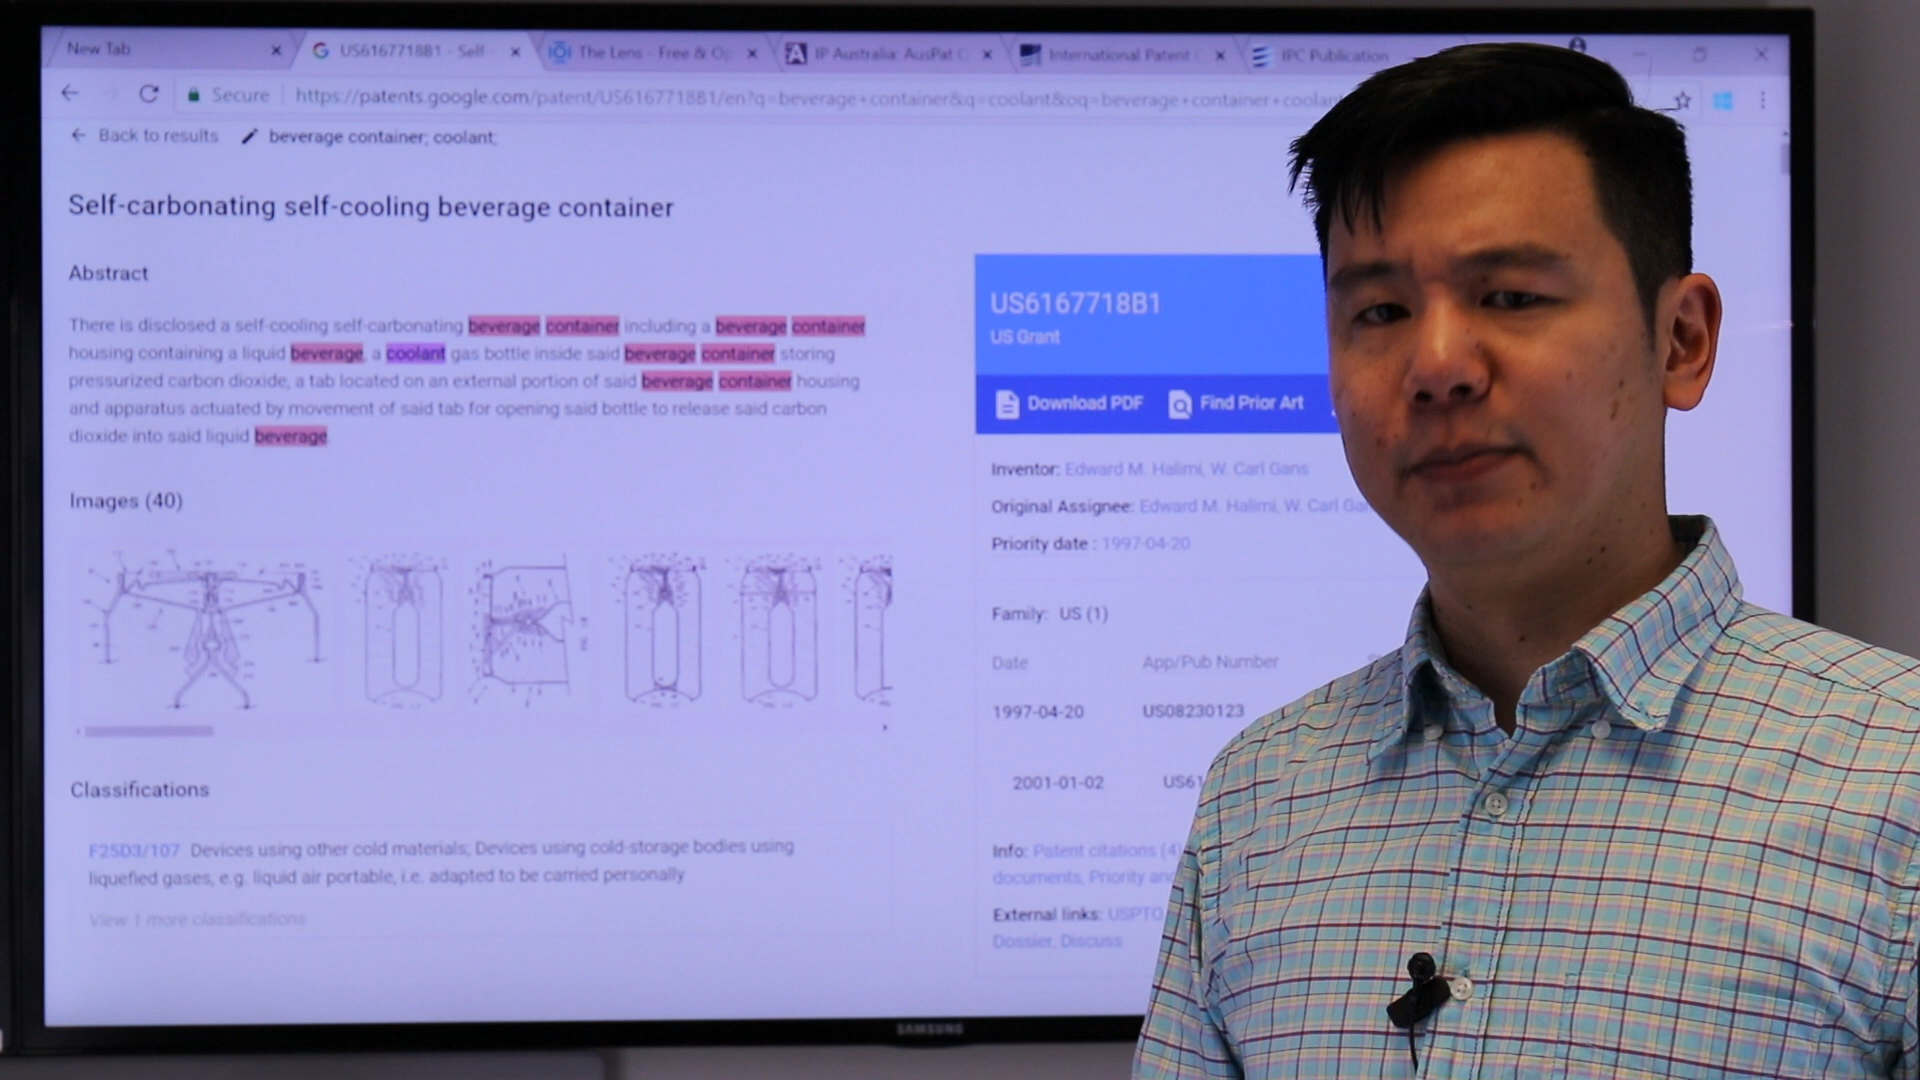 New Tab
US6167718B1 - Self
The Lens - Free & Op
IP Australia: AusPat
International Patent
IPC Publication
Secure
https://patents.google.com/patent/US6167718B1/en?q=beverage+container&q=coolant&oq=beverage+container+coolant
Back to results
beverage container; coolant;
Self-carbonating self-cooling beverage container
Abstract
There is disclosed a self-cooling self-carbonating beverage container including a beverage container
housing containing a liquid beverage, a coolant gas bottle inside said beverage container storing
pressurized carbon dioxide, a tab located on an external portion of said beverage container housing
and apparatus actuated by movement of said tab for opening said bottle to release said carbon
dioxide into said liquid beverage.
Images (40)
Classifications
F25D3/107 Devices using other cold materials; Devices using cold-storage bodies using
liquefied gases, e.g. liquid air portable, i.e. adapted to be carried personally
View 1 more classifications
US6167718B1
US Grant
Download PDF
Find Prior Art
Inventor: Edward M. Halimi, W. Carl Gans
Original Assignee: Edward M. Halimi, W. Carl Gan
Priority date : 1997-04-20
Family: US (1)
Date App/Pub Number
1997-04-20 US08230123
2001-01-02 US61
Info: Patent citations (4)
documents, Priority and
External links: USPTO
Dossier, Discuss
SAMSUNG